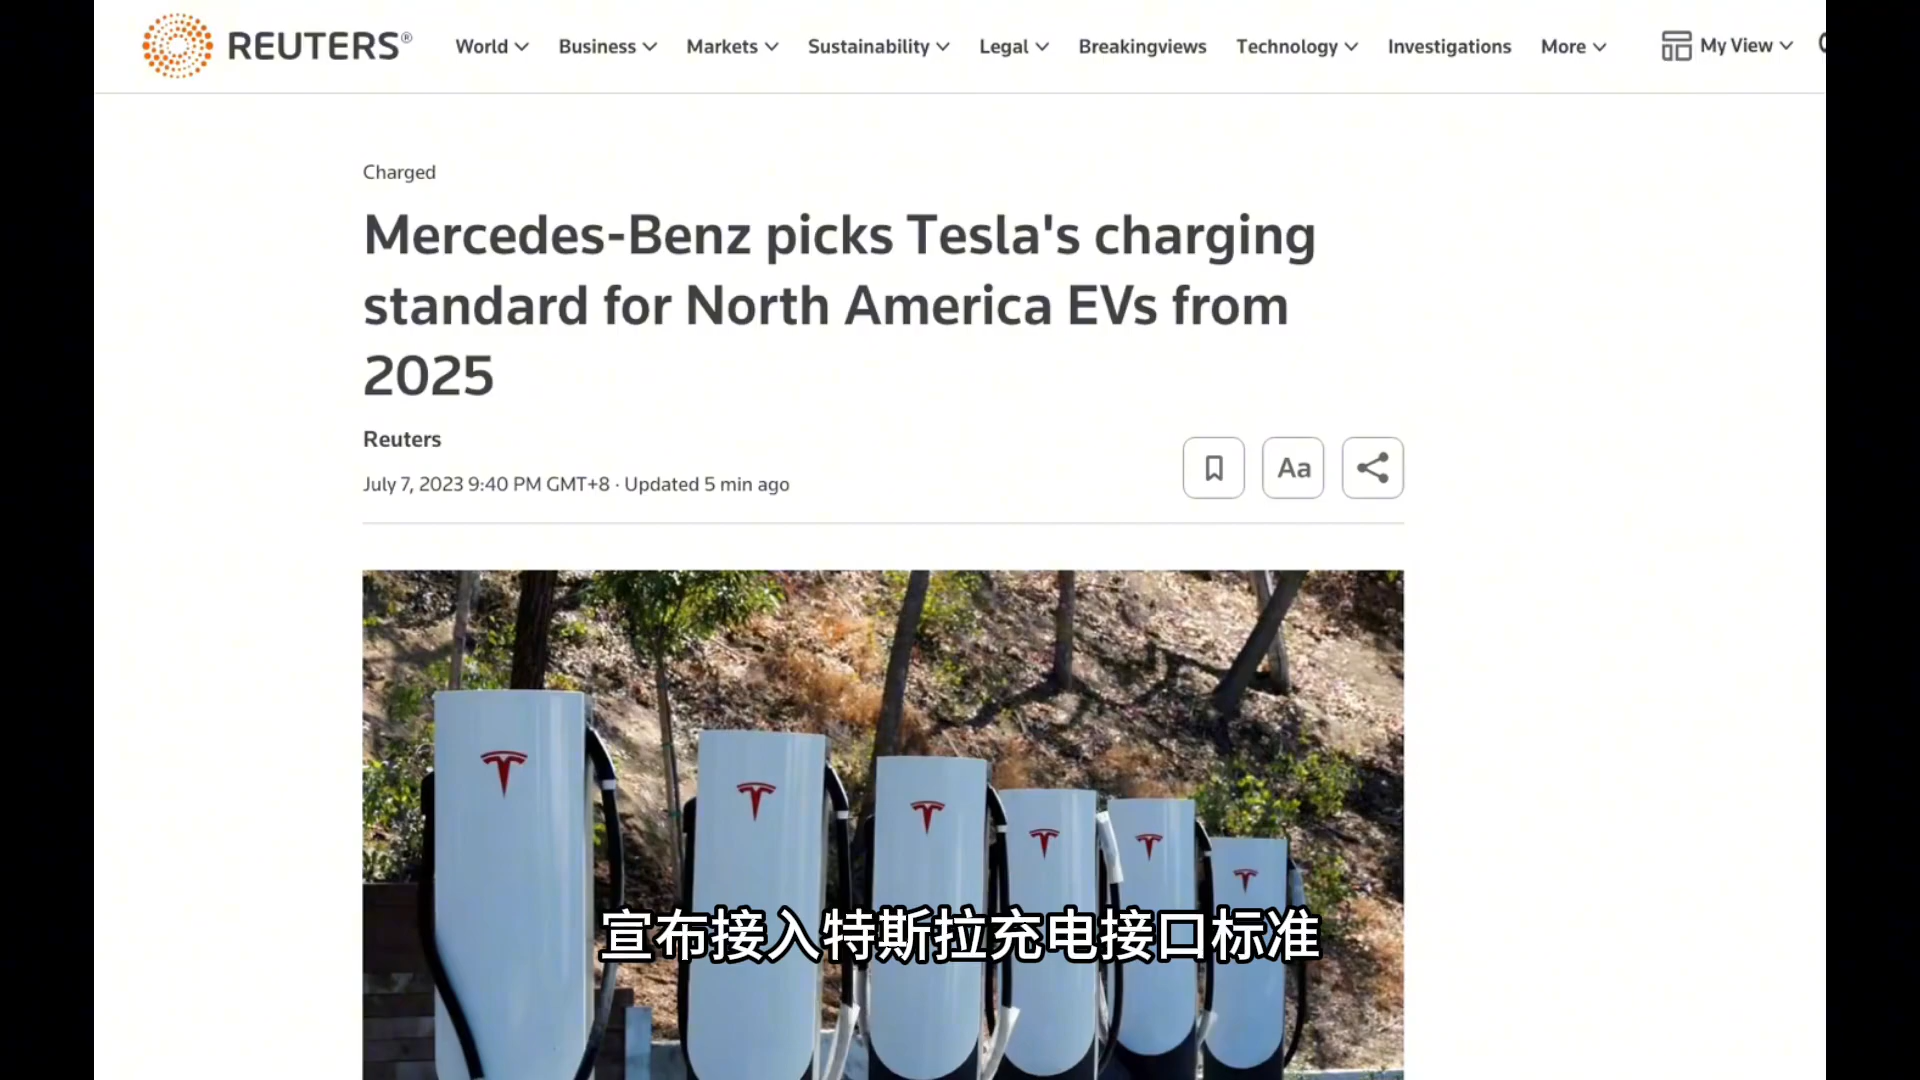 REUTERS®
World
Business
Markets
Sustainability
Legal
Breakingviews
Technology
Investigations
More
My View
Charged
Mercedes-Benz picks Tesla's charging
standard for North America EVs from
2025
Reuters
July 7, 2023 9:40 PM GMT+8 · Updated 5 min ago
Aa
宣布接入特斯拉充电接口标准